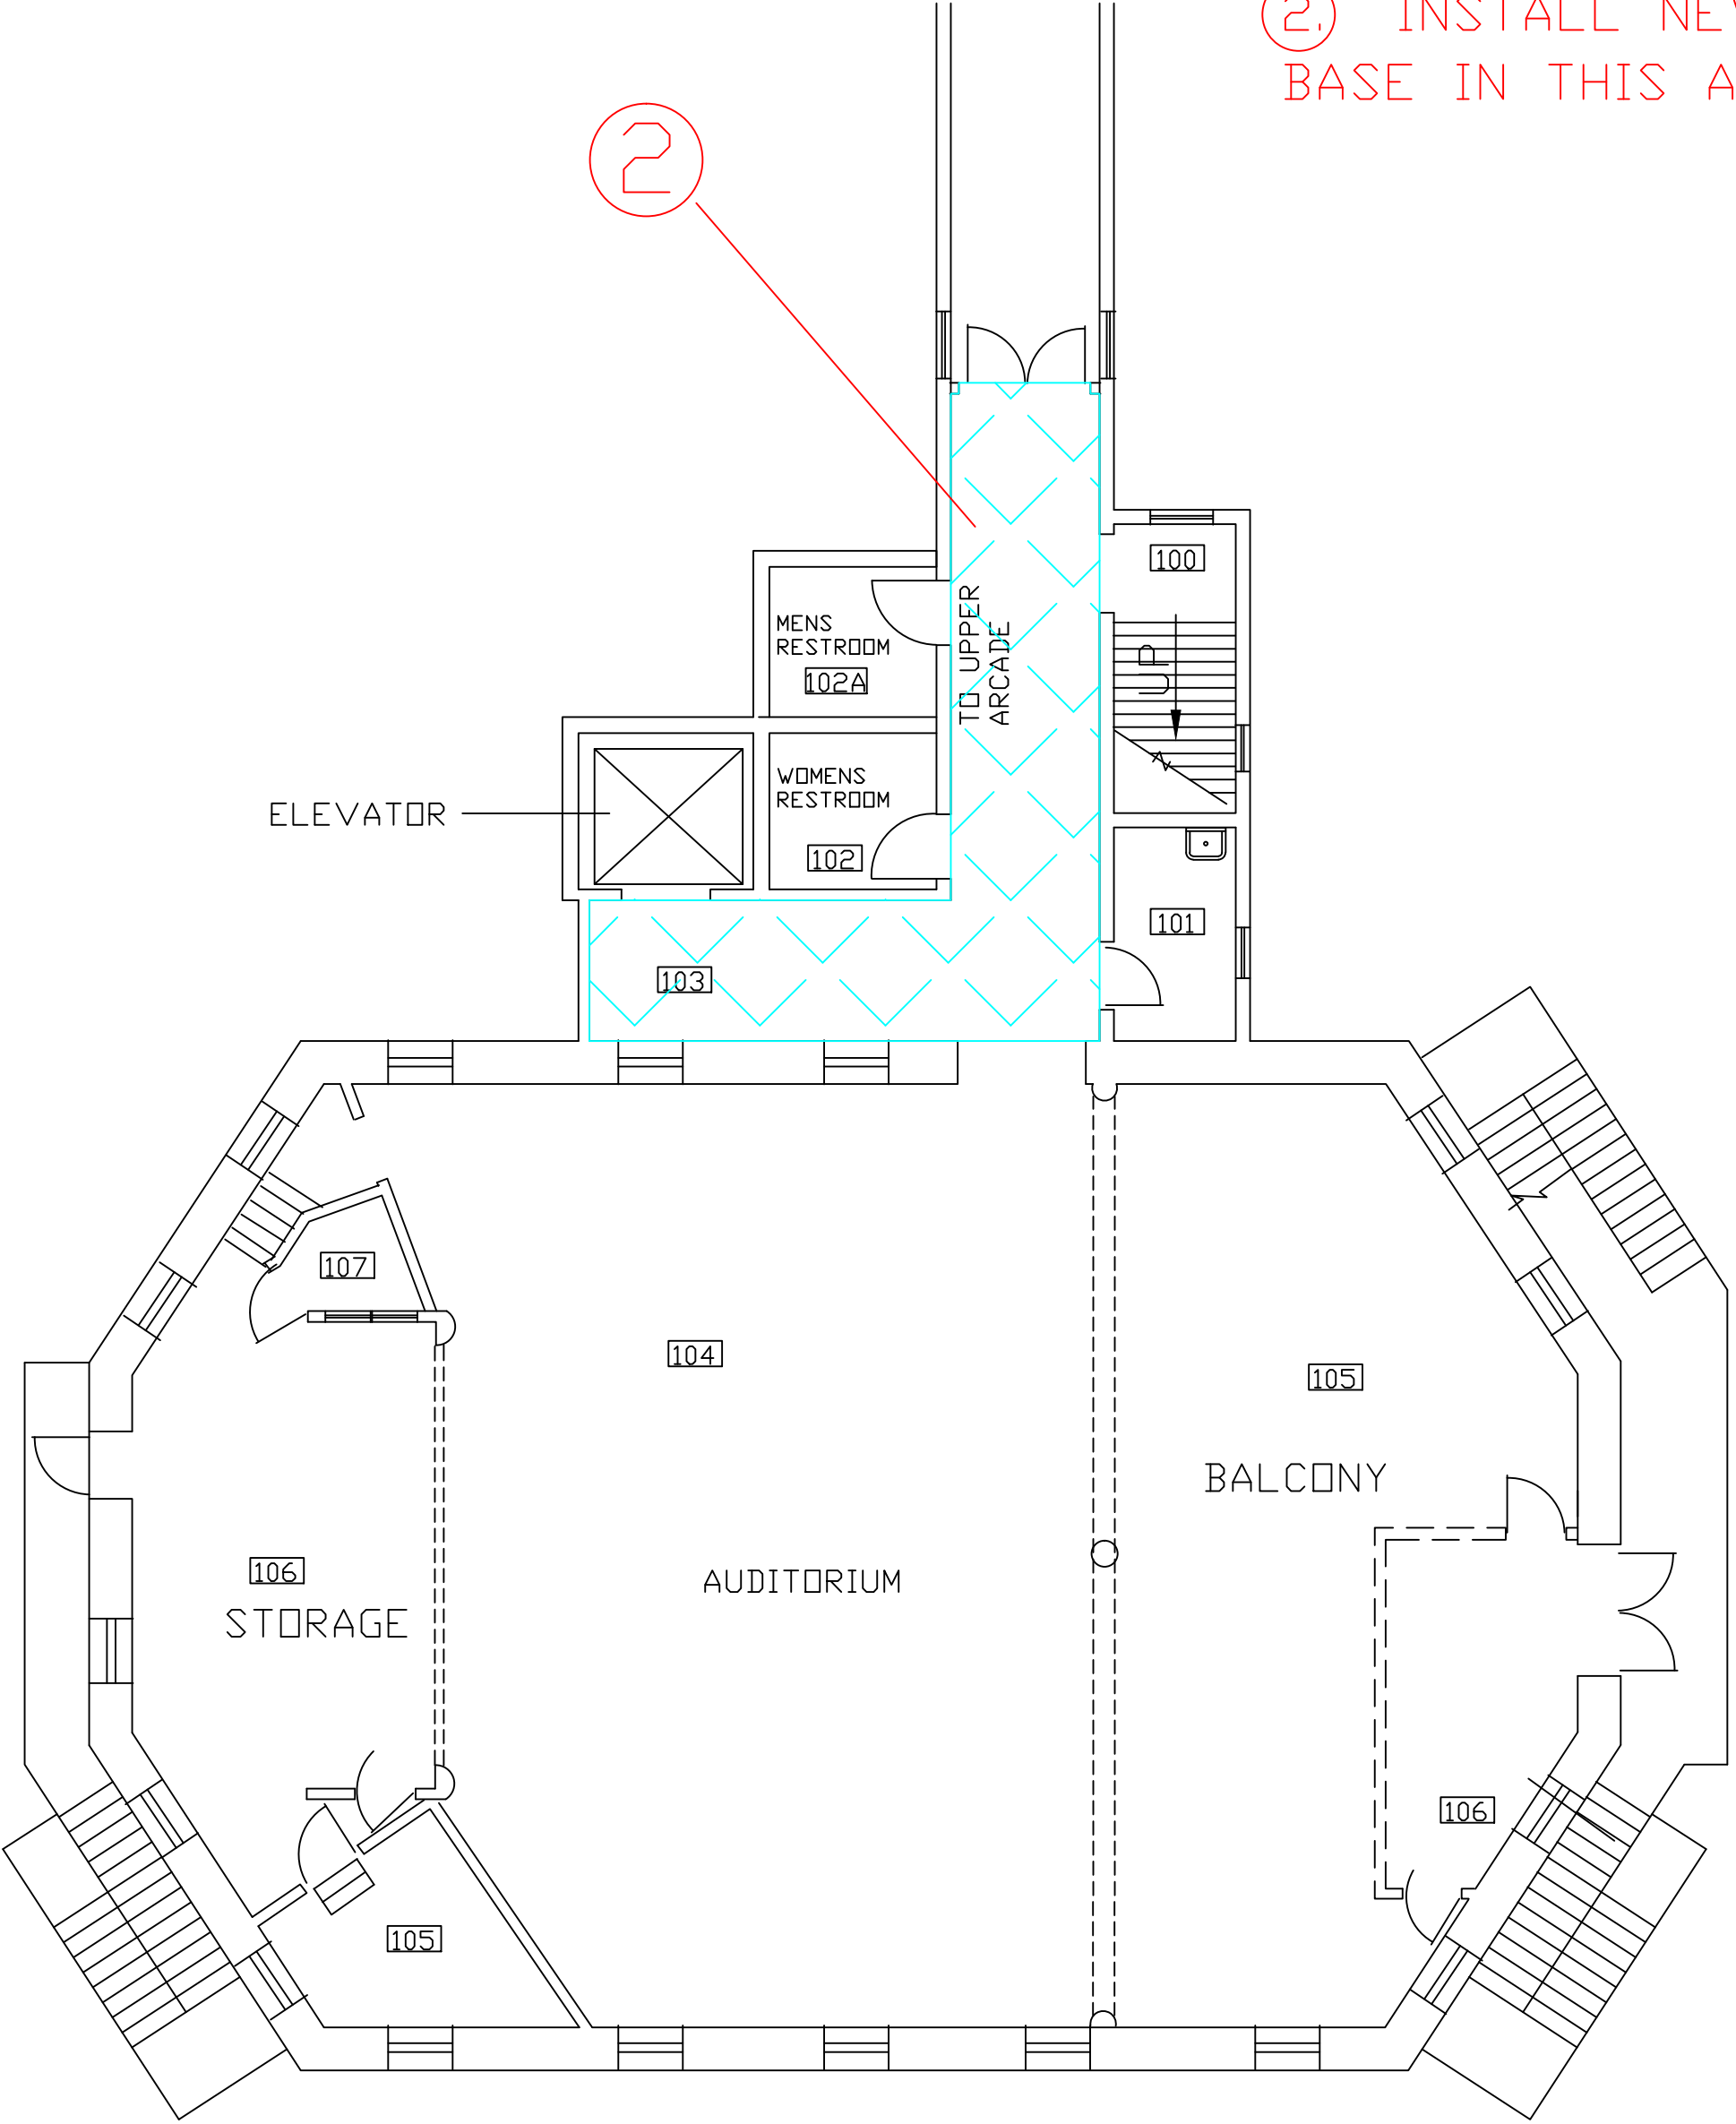 2. INSTALL NE
BASE IN THIS A
2
100
MENS
RESTROOM
102A
TO UPPER
ARCADE
UP
WOMENS
RESTROOM
ELEVATOR
102
101
103
107
104
105
BALCONY
106
STORAGE
AUDITORIUM
106
105